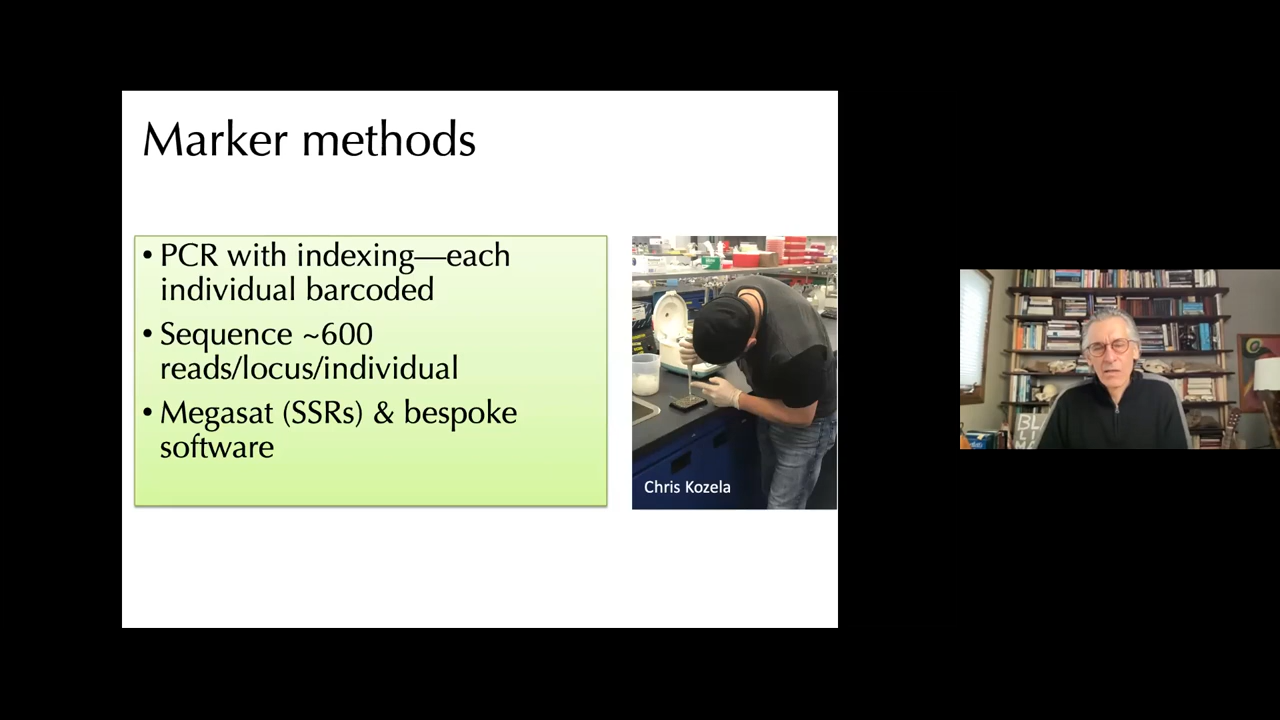 Marker methods
• PCR with indexing—each
individual barcoded
• Sequence ~600
reads/locus/individual
• Megasat (SSRs) & bespoke
software
Chris Kozela